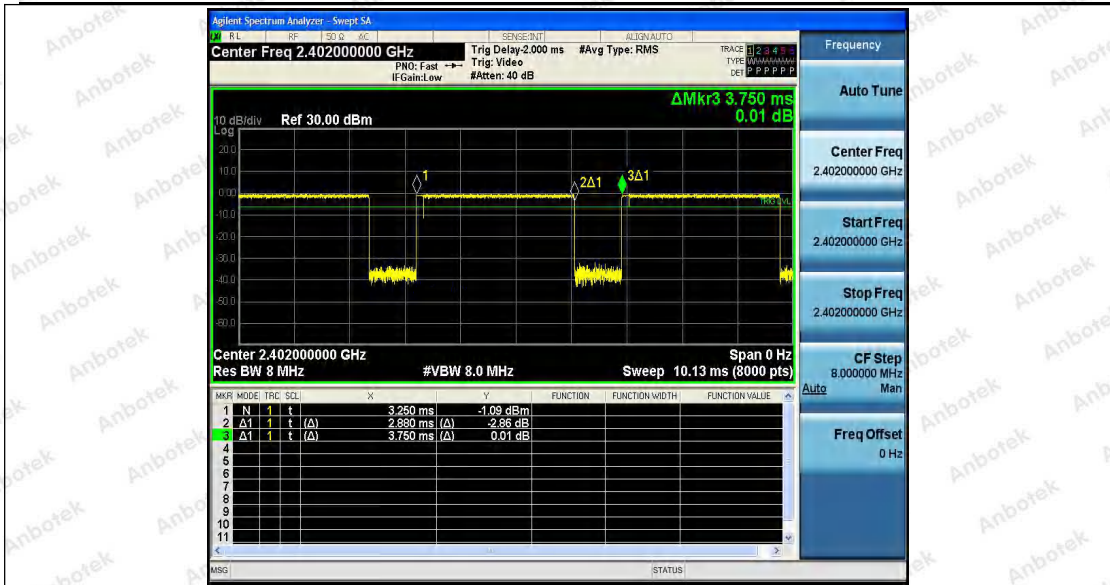 Agilent Spectrum Analyzer - Swept SA
RL RF 50 Ω AC SENSE:INT ALIGNAUTO
Center Freq 2.402000000 GHz
PNO: Fast
IFGain:Low
Trig Delay-2.000 ms
Trig: Video
#Atten: 40 dB
#Avg Type: RMS
TRACE 1 2 3 4 5 6
TYPE
DET P P P P P P
ΔMkr3 3.750 ms
0.01 dB
10 dB/div Ref 30.00 dBm
Log
20.0
10.0
0.00
-10.0
-20.0
-30.0
-40.0
-50.0
-60.0
1
2Δ1
3Δ1
TRIG LVL
Center 2.402000000 GHz Span 0 Hz
Res BW 8 MHz #VBW 8.0 MHz Sweep 10.13 ms (8000 pts)
MKR MODE TRC SCL X Y FUNCTION FUNCTION WIDTH FUNCTION VALUE
1 N 1 t 3.250 ms -1.09 dBm
2 Δ1 1 t (Δ) 2.880 ms (Δ) -2.86 dB
3 Δ1 1 t (Δ) 3.750 ms (Δ) 0.01 dB
4
5
6
7
8
9
10
11
MSG STATUS
Frequency
Auto Tune
Center Freq
2.402000000 GHz
Start Freq
2.402000000 GHz
Stop Freq
2.402000000 GHz
CF Step
8.000000 MHz
Auto Man
Freq Offset
0 Hz
Anbotek